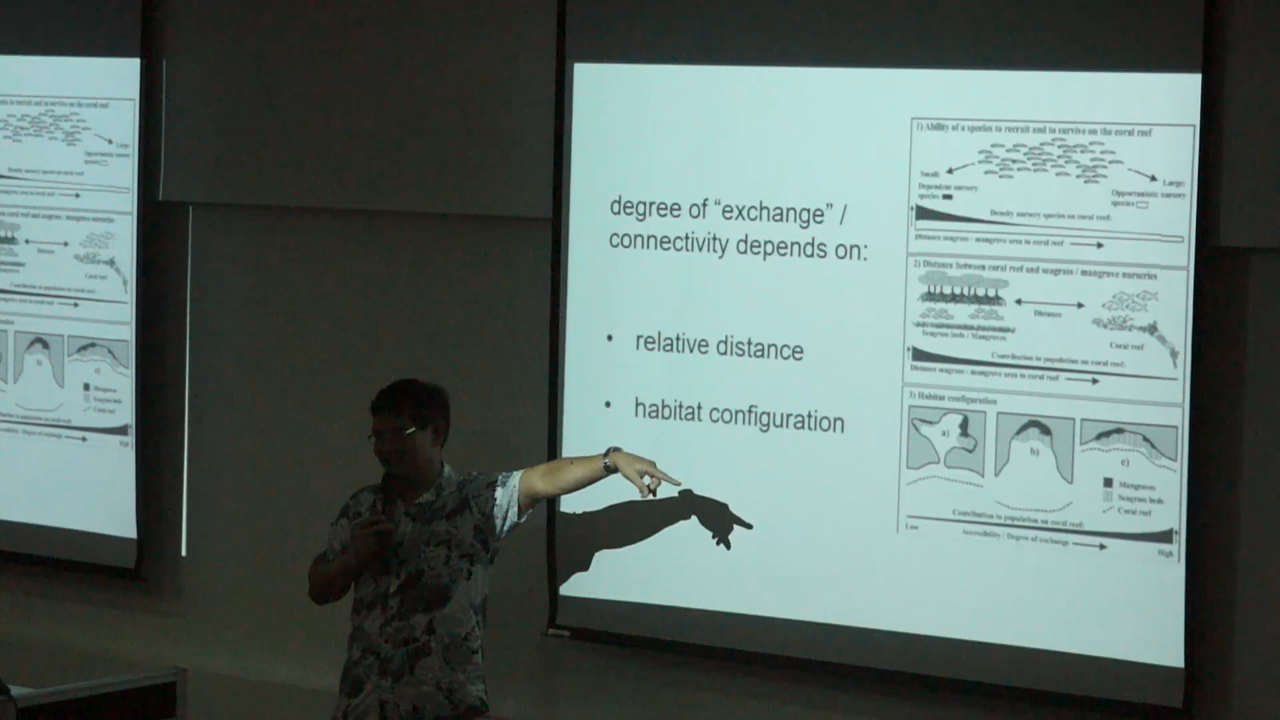 degree of “exchange” /
connectivity depends on:
• relative distance
• habitat configuration
1) Ability of a species to recruit and to survive on the coral reef
Small:
Large:
Dependent nursery
species
Opportunistic nursery
species
Density nursery species on coral reef:
Distance seagrass - mangrove area to coral reef
2) Distance between coral reef and seagrass / mangrove nurseries
Distance
Seagrass beds / Mangroves
Coral reef
Contribution to population on coral reef:
Distance seagrass - mangrove area to coral reef
3) Habitat configuration
a)
b)
c)
Mangroves
Seagrass beds
Coral reef
Contribution to population on coral reef:
Low
Accessibility / Degree of exchange
High